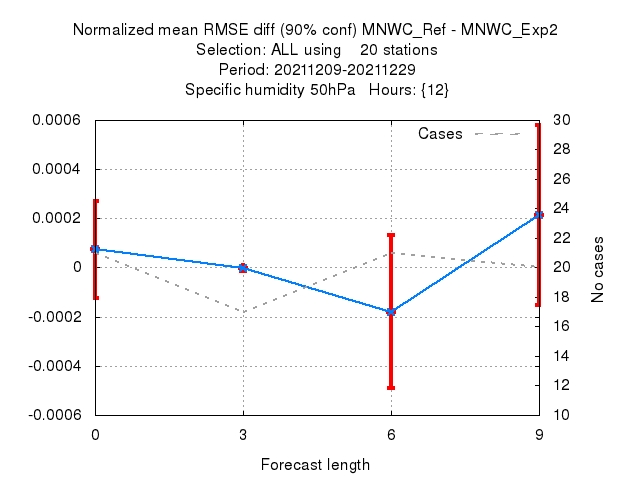 Normalized mean RMSE diff (90% conf) MNWC_Ref - MNWC_Exp2
Selection: ALL using 20 stations
Period: 20211209-20211229
Specific humidity 50hPa Hours: {12}
Cases
0.0006
0.0004
0.0002
0
-0.0002
-0.0004
-0.0006
30
28
26
24
22
20
18
16
14
12
10
No cases
0 3 6 9
Forecast length